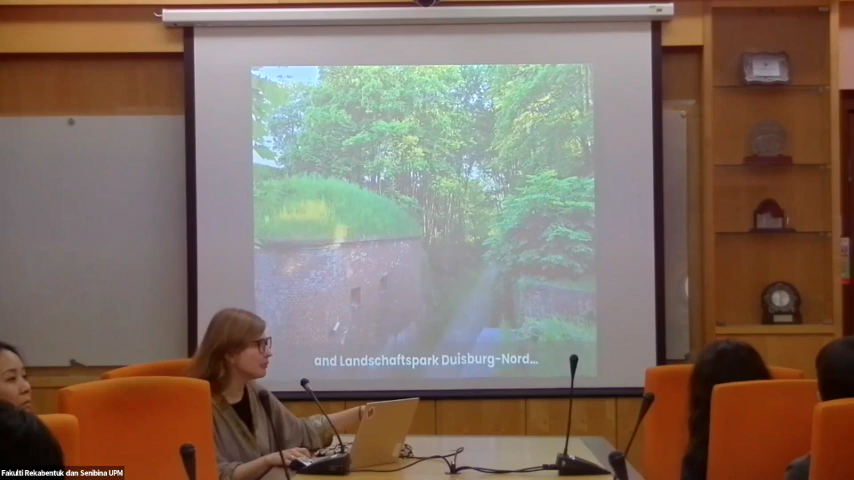 and Landschaftspark Duisburg-Nord...
Fakulti Rekabentuk dan Senibina UPM